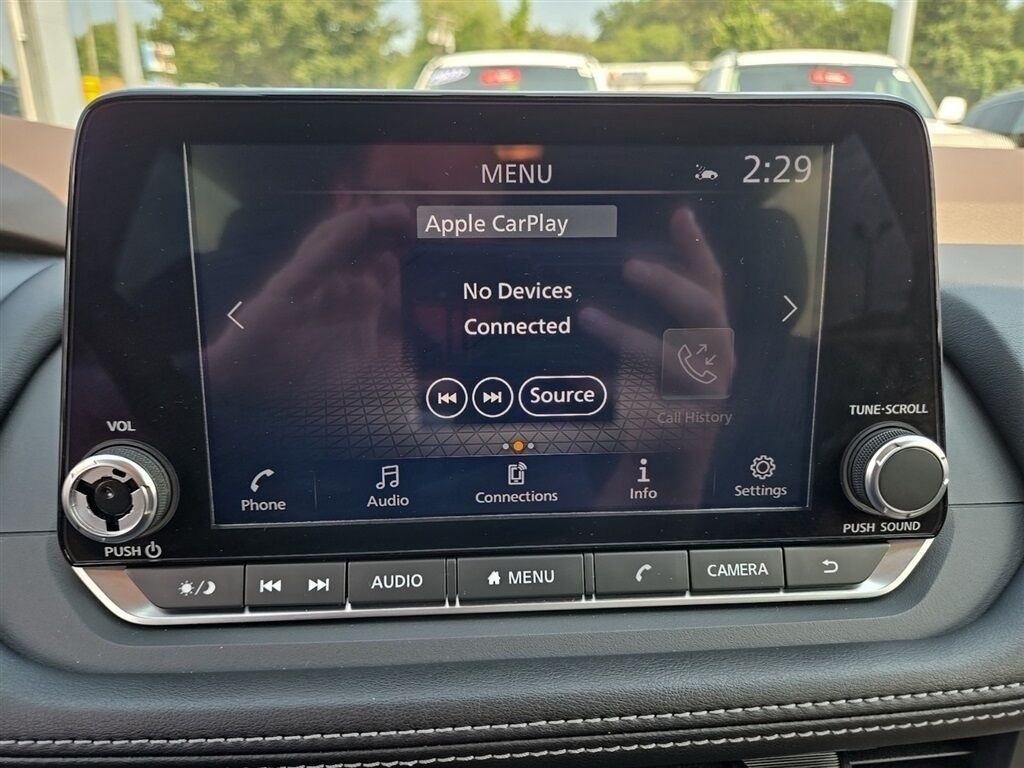 MENU
2:29
Apple CarPlay
No Devices
Connected
Source
Call History
VOL
TUNE·SCROLL
Phone
Audio
Connections
Info
Settings
PUSH
PUSH SOUND
AUDIO
MENU
CAMERA